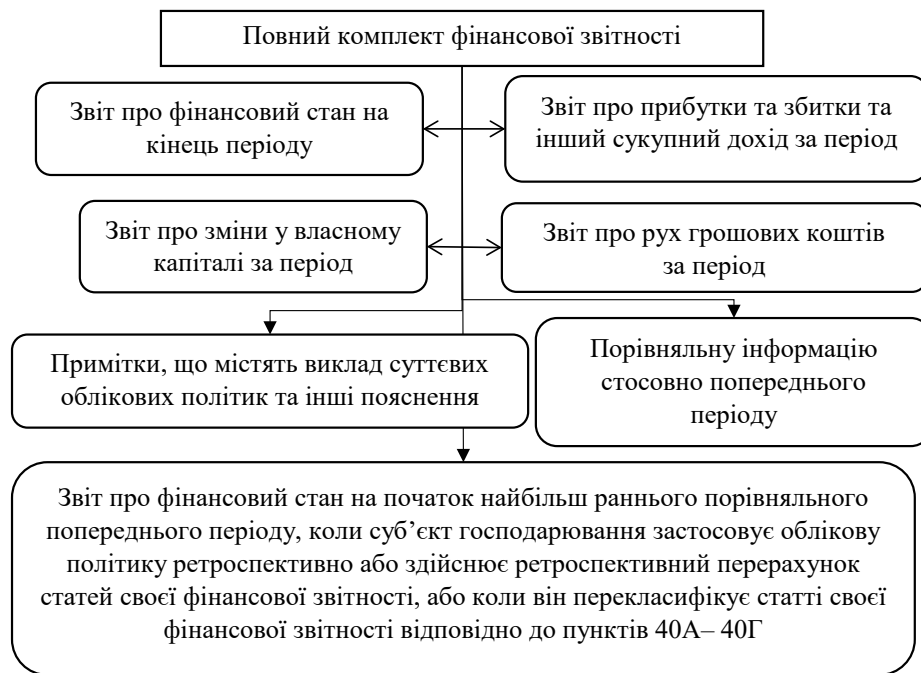 Повний комплект фінансової звітності
Звіт про фінансовий стан на
кінець періоду
Звіт про прибутки та збитки та
інший сукупний дохід за період
Звіт про зміни у власному
капіталі за період
Звіт про рух грошових коштів
за період
Примітки, що містять виклад суттєвих
облікових політик та інші пояснення
Порівняльну інформацію
стосовно попереднього
періоду
Звіт про фінансовий стан на початок найбільш раннього порівняльного
попереднього періоду, коли суб’єкт господарювання застосовує облікову
політику ретроспективно або здійснює ретроспективний перерахунок
статей своєї фінансової звітності, або коли він перекласифікує статті своєї
фінансової звітності відповідно до пунктів 40А– 40Г